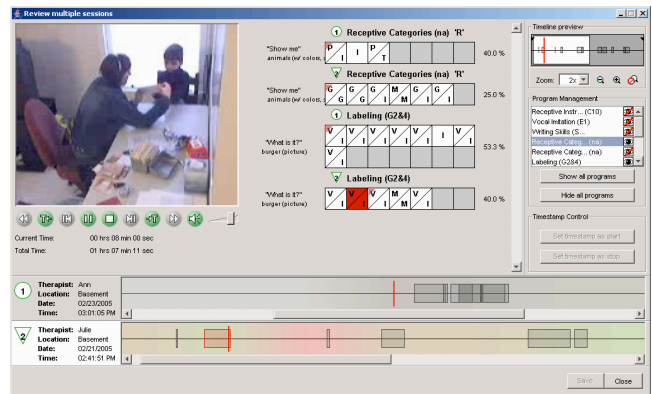 Review multiple sessions
1 Receptive Categories (na) 'R'
"Show me"
animals (w/ colors, s
P I I P T
40.0 %
2 Receptive Categories (na) 'R'
"Show me"
animals (w/ colors, s
G I G G G I M M G I G I
25.0 %
1 Labeling (G2&4)
"What is it?"
burger (picture)
V I V I V I V I V I I V I
V I
53.3 %
2 Labeling (G2&4)
"What is it?"
burger (picture)
V I V I V I M M V I
40.0 %
Timeline preview
Zoom: 2x
Program Management
Receptive Instr... (C10)
Vocal Imitation (E1)
Writing Skills (S...
Receptive Categ... (na)
Receptive Categ... (na)
Labeling (G2&4)
Show all programs
Hide all programs
Timestamp Control
Set timestamp as start
Set timestamp as stop
Current Time: 00 hrs 08 min 00 sec
Total Time: 01 hrs 07 min 11 sec
1
Therapist: Ann
Location: Basement
Date: 02/23/2005
Time: 03:01:05 PM
2
Therapist: Julie
Location: Basement
Date: 02/21/2005
Time: 02:41:51 PM
Save Close